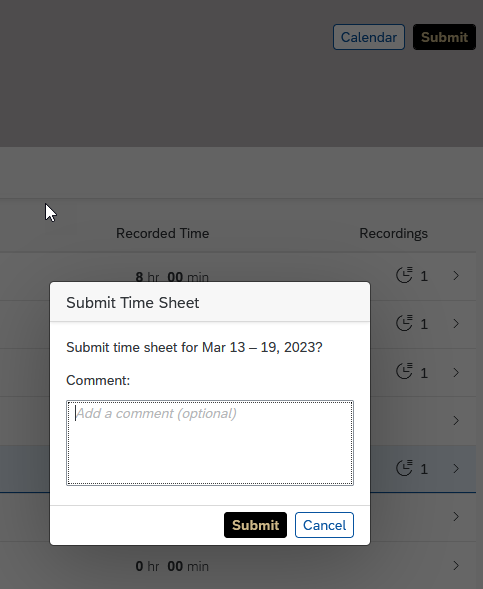 Calendar Submit
Recorded Time Recordings
8 hr 00 min 1
Submit Time Sheet
Submit time sheet for Mar 13 – 19, 2023?
1
Comment:
1
Add a comment (optional)
1
Submit Cancel
0 hr 00 min